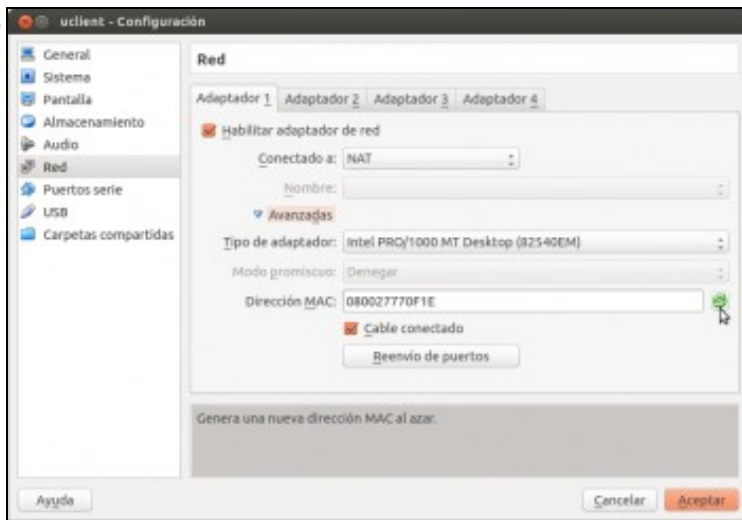 uclient - Configuración
General
Sistema
Pantalla
Almacenamiento
Audio
Red
Puertos serie
USB
Carpetas compartidas
Red
Adaptador 1 Adaptador 2 Adaptador 3 Adaptador 4
Habilitar adaptador de red
Conectado a: NAT
Nombre:
Avanzadas
Tipo de adaptador: Intel PRO/1000 MT Desktop (82540EM)
Modo promiscuo: Denegar
Dirección MAC: 080027770F1E
Cable conectado
Reenvío de puertos
Genera una nueva dirección MAC al azar.
Ayuda Cancelar Aceptar